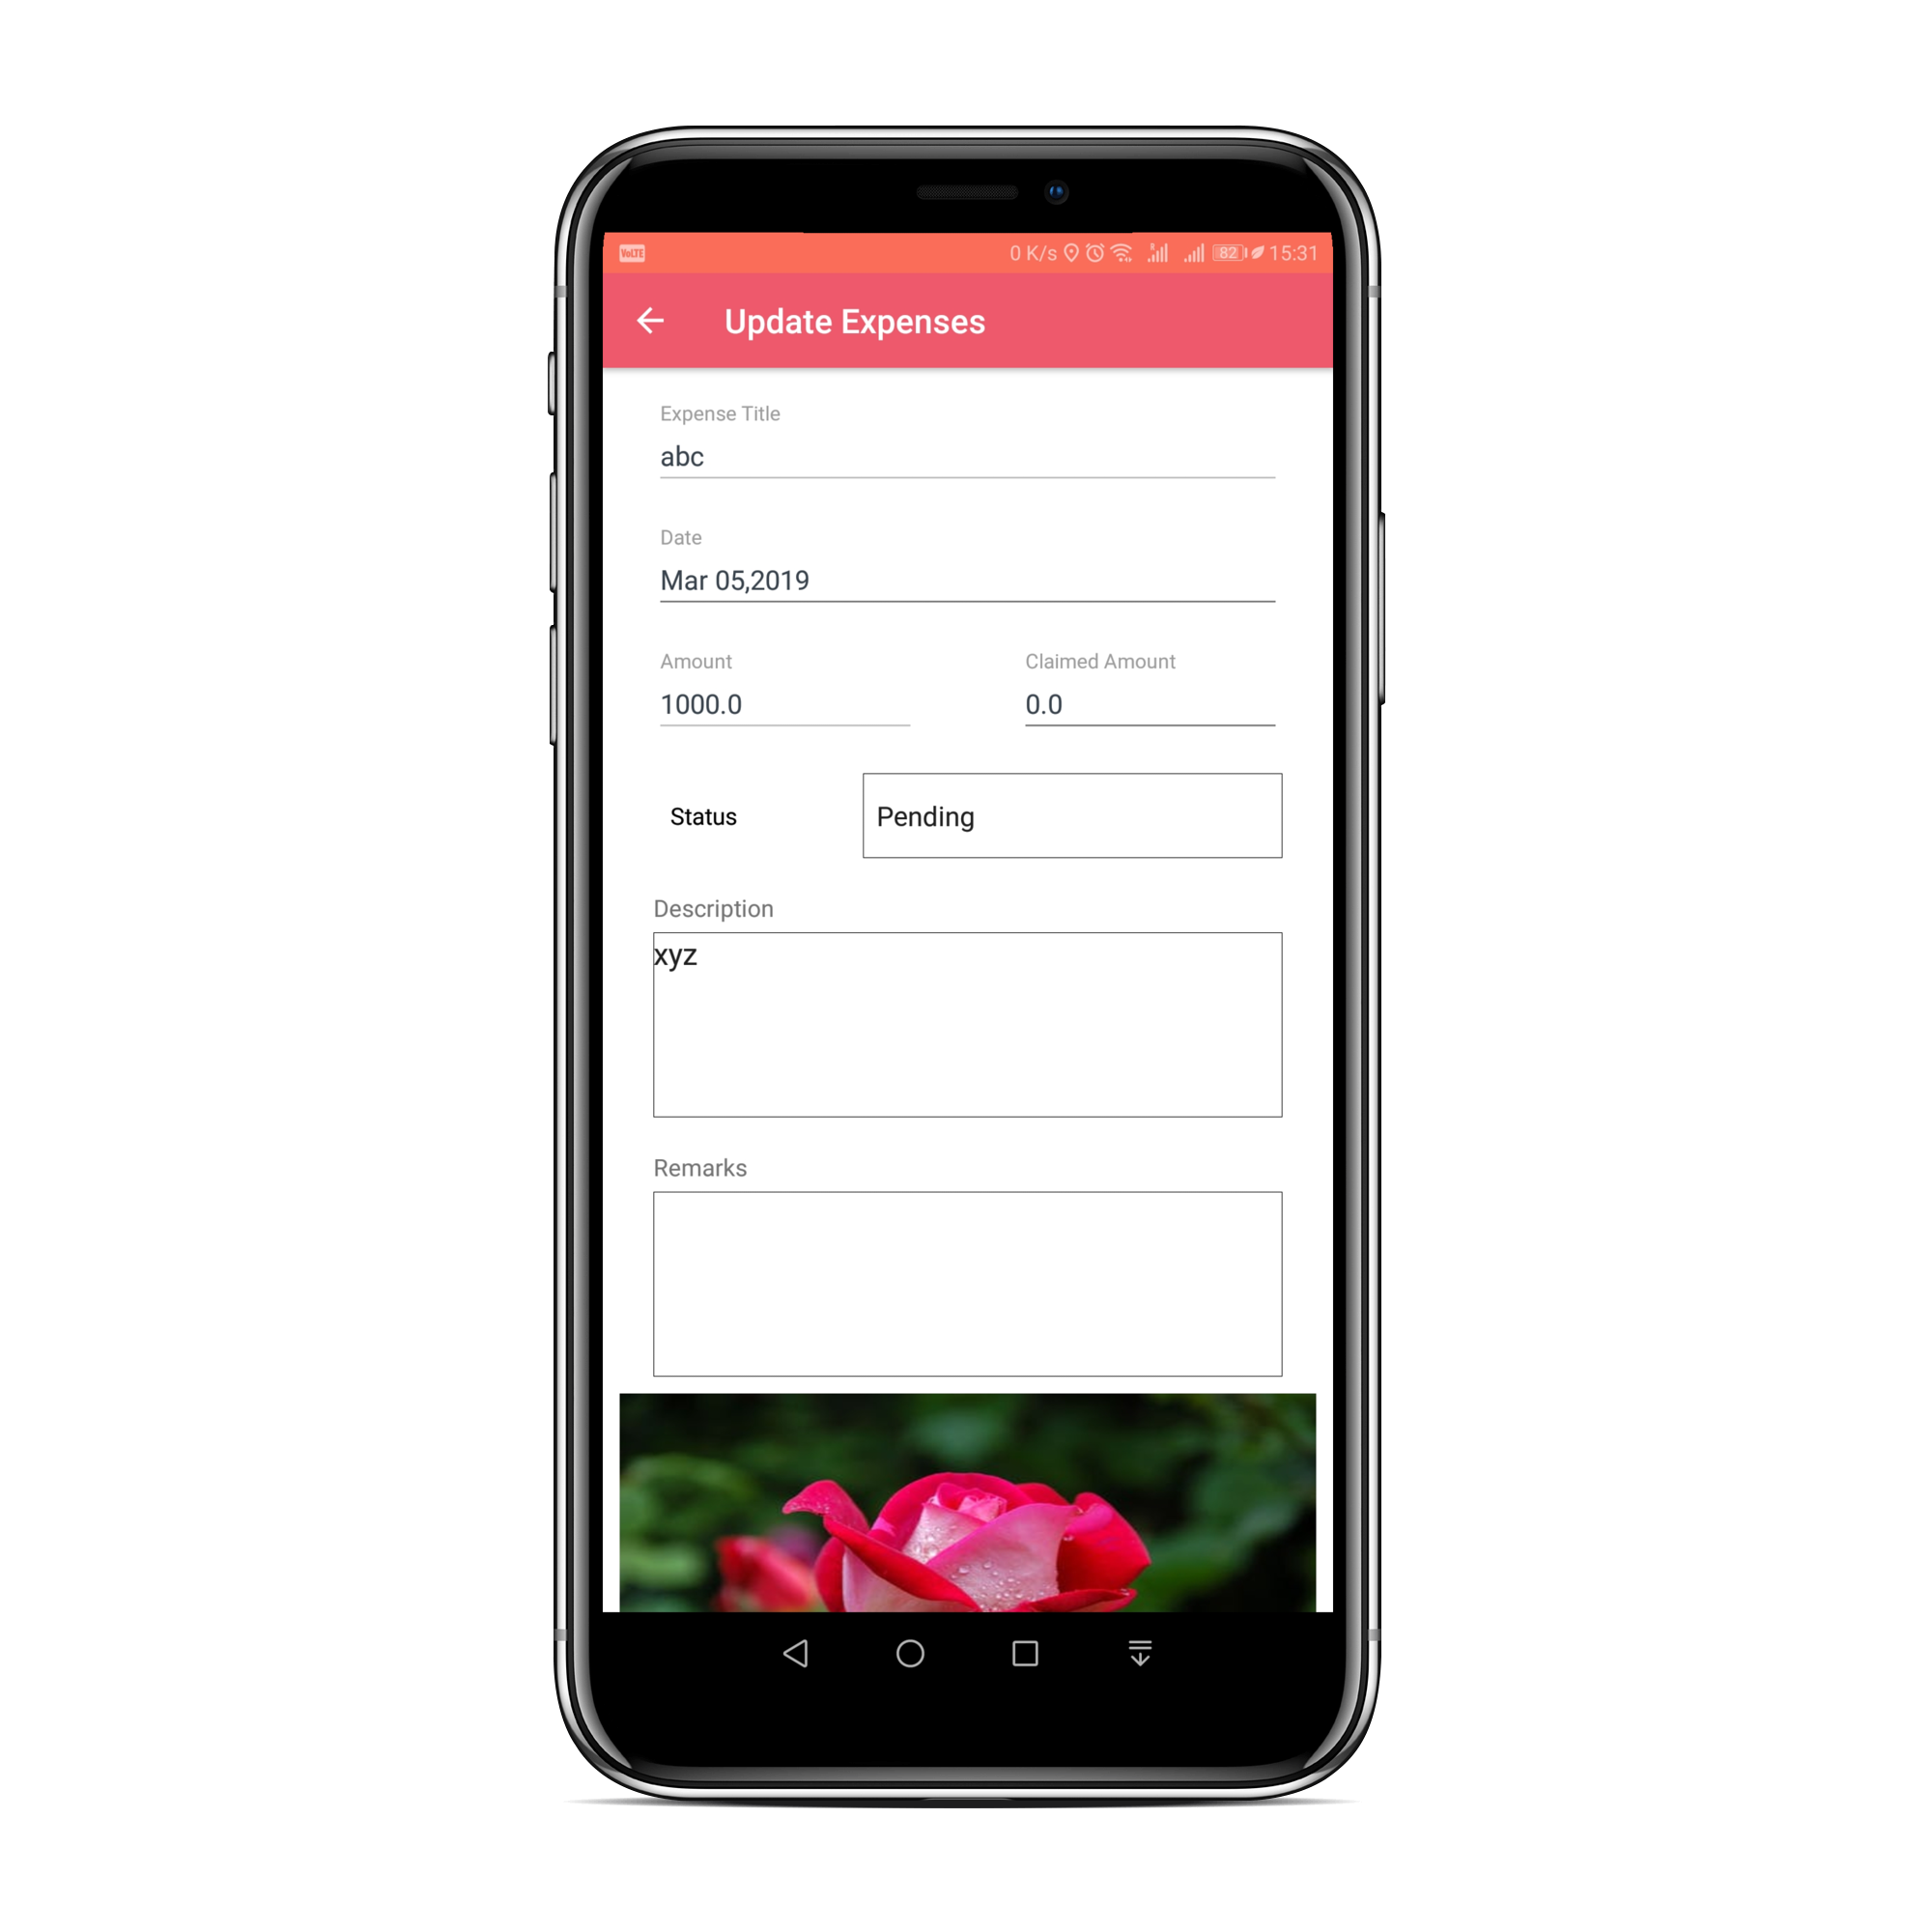 VoLTE 0 K/s 82 15:31
Update Expenses
Expense Title
abc
Date
Mar 05,2019
Amount Claimed Amount
1000.0 0.0
Status Pending
Description
xyz
Remarks